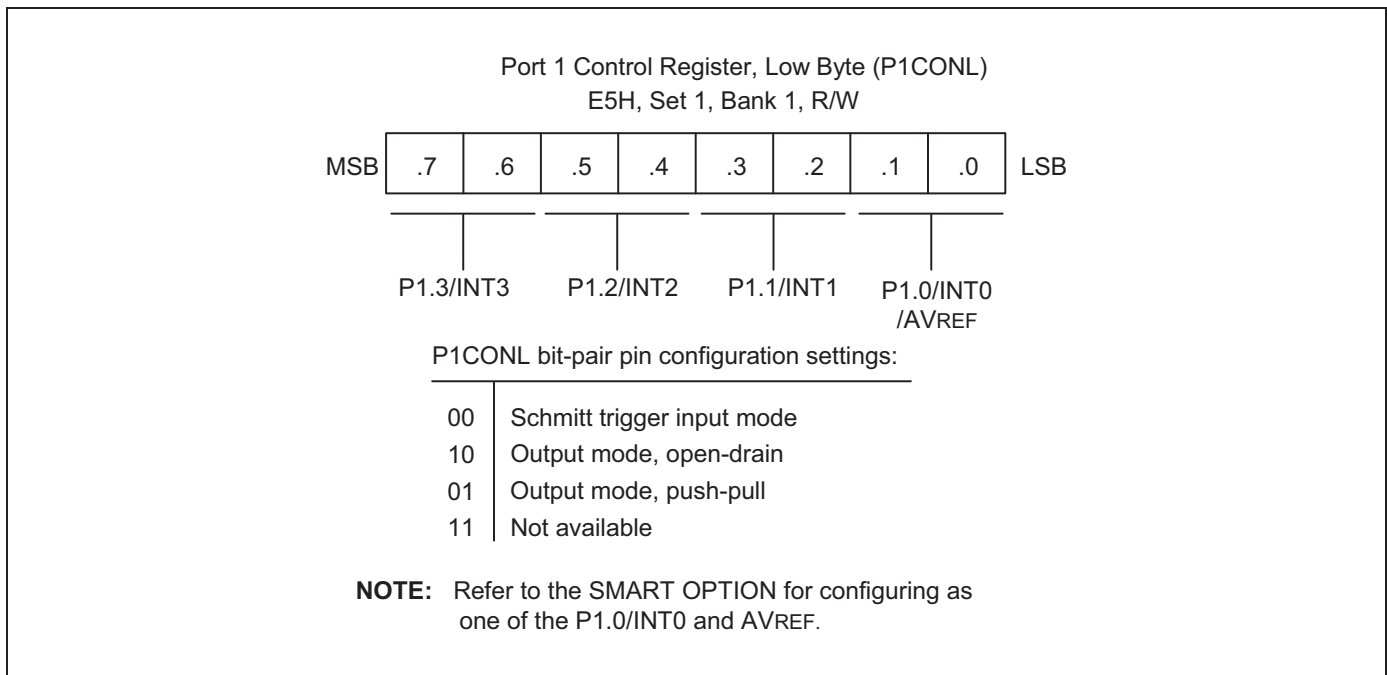 Port 1 Control Register, Low Byte (P1CONL)
E5H, Set 1, Bank 1, R/W
MSB .7 .6 .5 .4 .3 .2 .1 .0 LSB
P1.3/INT3 P1.2/INT2 P1.1/INT1 P1.0/INT0
/AVREF
P1CONL bit-pair pin configuration settings:
00 Schmitt trigger input mode
10 Output mode, open-drain
01 Output mode, push-pull
11 Not available
NOTE: Refer to the SMART OPTION for configuring as
one of the P1.0/INT0 and AVREF.